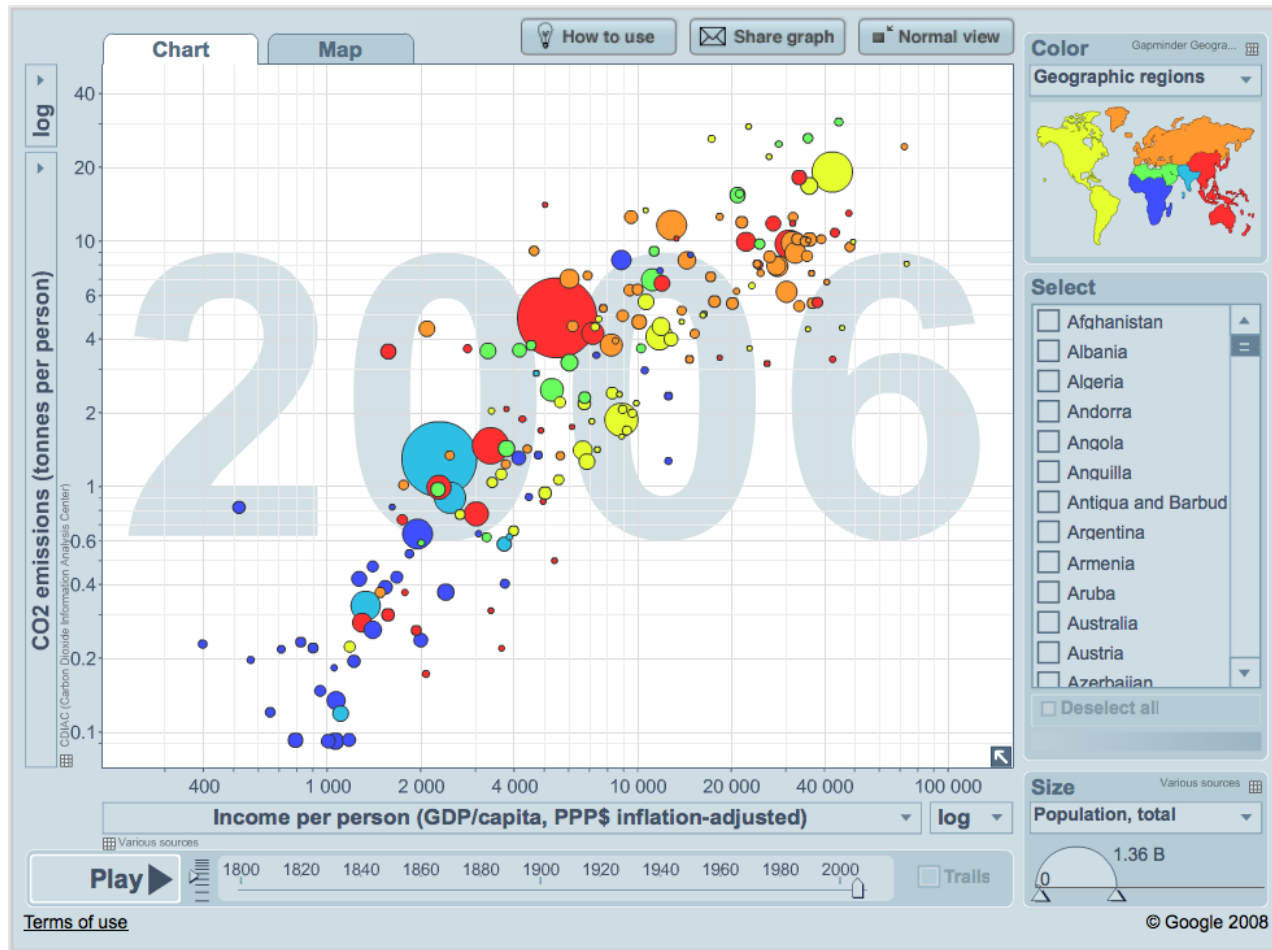 Chart
Map
How to use
Share graph
Normal view
Color
Gapminder Geogra...
Geographic regions
log
CO2 emissions (tonnes per person)
CDIAC (Carbon Dioxide Information Analysis Center)
40
20
10
6
4
2
1
0.6
0.4
0.2
0.1
2006
400
1 000
2 000
4 000
10 000
20 000
40 000
100 000
Income per person (GDP/capita, PPP$ inflation-adjusted)
log
Various sources
Select
Afghanistan
Albania
Algeria
Andorra
Angola
Anguilla
Antigua and Barbud
Argentina
Armenia
Aruba
Australia
Austria
Azerbaijan
Deselect all
Size
Various sources
Population, total
1.36 B
0
Play
1800 1820 1840 1860 1880 1900 1920 1940 1960 1980 2000
Trails
Terms of use
© Google 2008